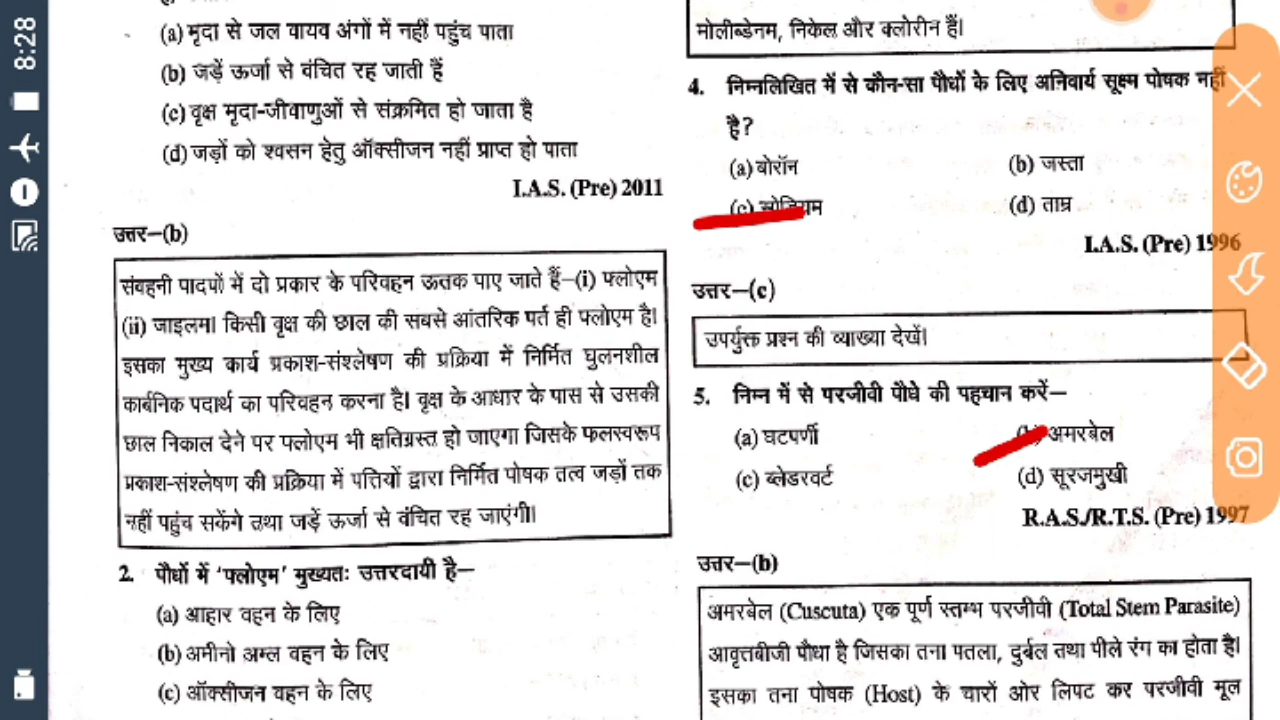 8:28
(a) मृदा से जल वायव अंगों में नहीं पहुंच पाता
(b) जड़ें ऊर्जा से वंचित रह जाती हैं
(c) वृक्ष मृदा-जीवाणुओं से संक्रमित हो जाता है
(d) जड़ों को श्वसन हेतु ऑक्सीजन नहीं प्राप्त हो पाता
I.A.S. (Pre) 2011
उत्तर–(b)
संवहनी पादपों में दो प्रकार के परिवहन ऊतक पाए जाते हैं–(i) फ्लोएम
(ii) जाइलम। किसी वृक्ष की छाल की सबसे आंतरिक पर्त ही फ्लोएम है।
इसका मुख्य कार्य प्रकाश-संश्लेषण की प्रक्रिया में निर्मित घुलनशील
कार्बनिक पदार्थ का परिवहन करना है। वृक्ष के आधार के पास से उसकी
छाल निकाल देने पर फ्लोएम भी क्षतिग्रस्त हो जाएगा जिसके फलस्वरूप
प्रकाश-संश्लेषण की प्रक्रिया में पत्तियों द्वारा निर्मित पोषक तत्व जड़ों तक
नहीं पहुंच सकेंगे तथा जड़ें ऊर्जा से वंचित रह जाएंगी।
2. पौधों में 'फ्लोएम' मुख्यतः उत्तरदायी है–
(a) आहार वहन के लिए
(b) अमीनो अम्ल वहन के लिए
(c) ऑक्सीजन वहन के लिए
मोलीब्डेनम, निकेल और क्लोरीन हैं।
4. निम्नलिखित में से कौन-सा पौधों के लिए अनिवार्य सूक्ष्म पोषक नहीं
है?
(a) बोरॉन (b) जस्ता
(c) सोडियम (d) ताम्र
I.A.S. (Pre) 1996
उत्तर–(c)
उपर्युक्त प्रश्न की व्याख्या देखें।
5. निम्न में से परजीवी पौधे की पहचान करें–
(a) घटपर्णी (b) अमरबेल
(c) ब्लेडरवर्ट (d) सूरजमुखी
R.A.S./R.T.S. (Pre) 1997
उत्तर–(b)
अमरबेल (Cuscuta) एक पूर्ण स्तम्भ परजीवी (Total Stem Parasite)
आवृत्तबीजी पौधा है जिसका तना पतला, दुर्बल तथा पीले रंग का होता है।
इसका तना पोषक (Host) के चारों ओर लिपट कर परजीवी मूल